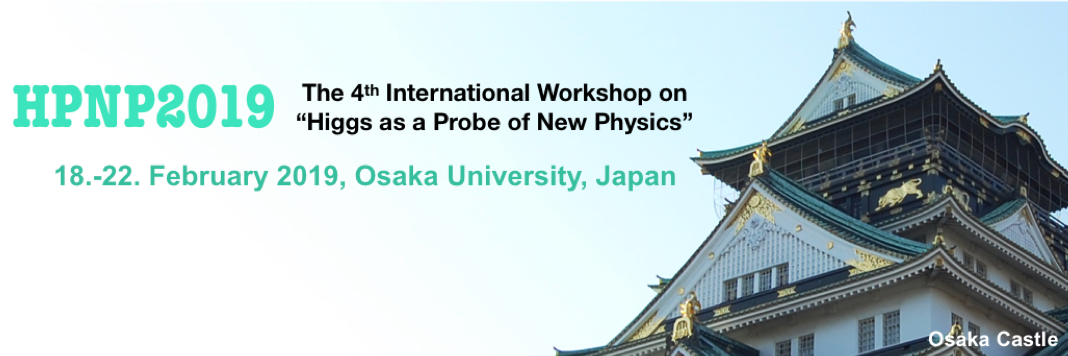 HPNP2019
The 4th International Workshop on
“Higgs as a Probe of New Physics”
18.-22. February 2019, Osaka University, Japan
Osaka Castle